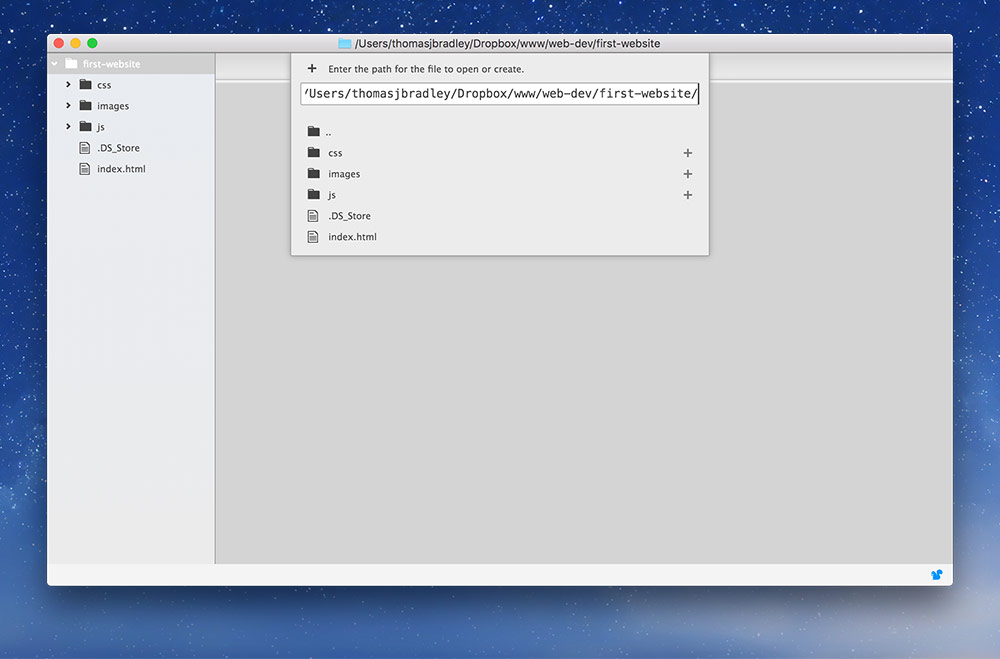 /Users/thomasjbradley/Dropbox/www/web-dev/first-website
first-website
css
images
js
.DS_Store
index.html
Enter the path for the file to open or create.
/Users/thomasjbradley/Dropbox/www/web-dev/first-website/
..
css
images
js
.DS_Store
index.html